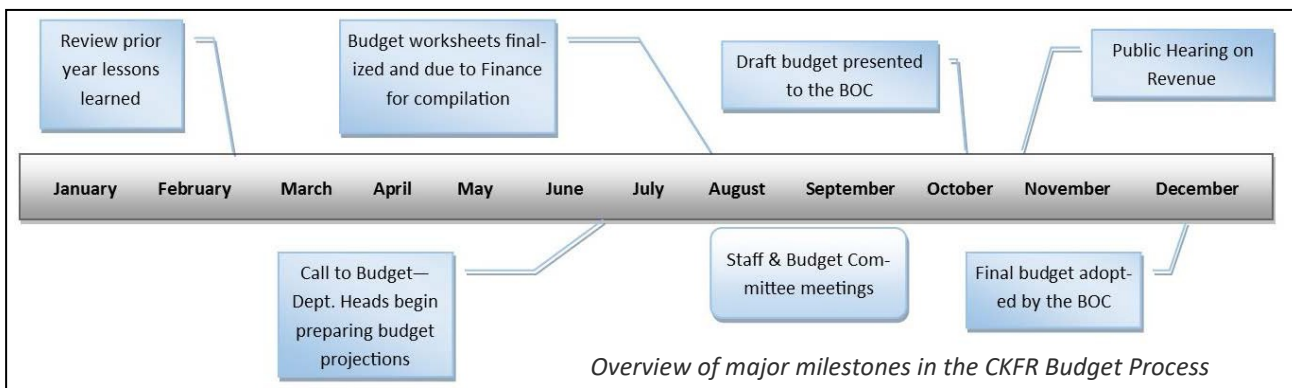 Review prior
year lessons
learned
Budget worksheets final-
ized and due to Finance
for compilation
Draft budget presented
to the BOC
Public Hearing on
Revenue
January February March April May June July August September October November December
Call to Budget—
Dept. Heads begin
preparing budget
projections
Staff & Budget Com-
mittee meetings
Final budget adopt-
ed by the BOC
Overview of major milestones in the CKFR Budget Process